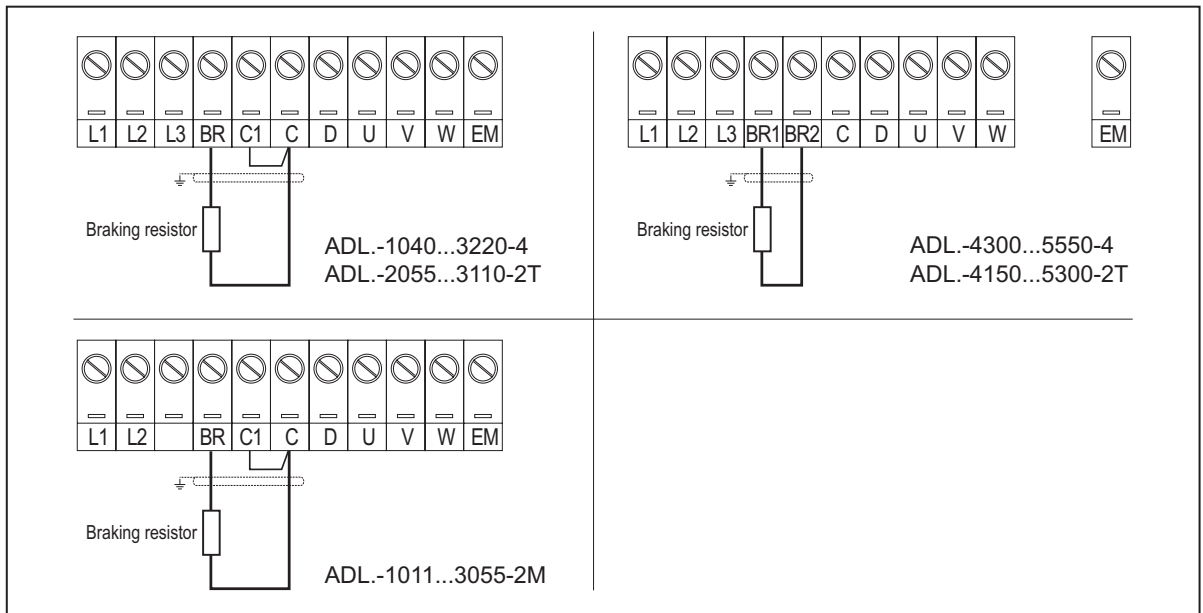 L1 L2 L3 BR C1 C D U V W EM
Braking resistor
ADL.-1040...3220-4
ADL.-2055...3110-2T
L1 L2 L3 BR1 BR2 C D U V W EM
Braking resistor
ADL.-4300...5550-4
ADL.-4150...5300-2T
L1 L2 BR C1 C D U V W EM
Braking resistor
ADL.-1011...3055-2M